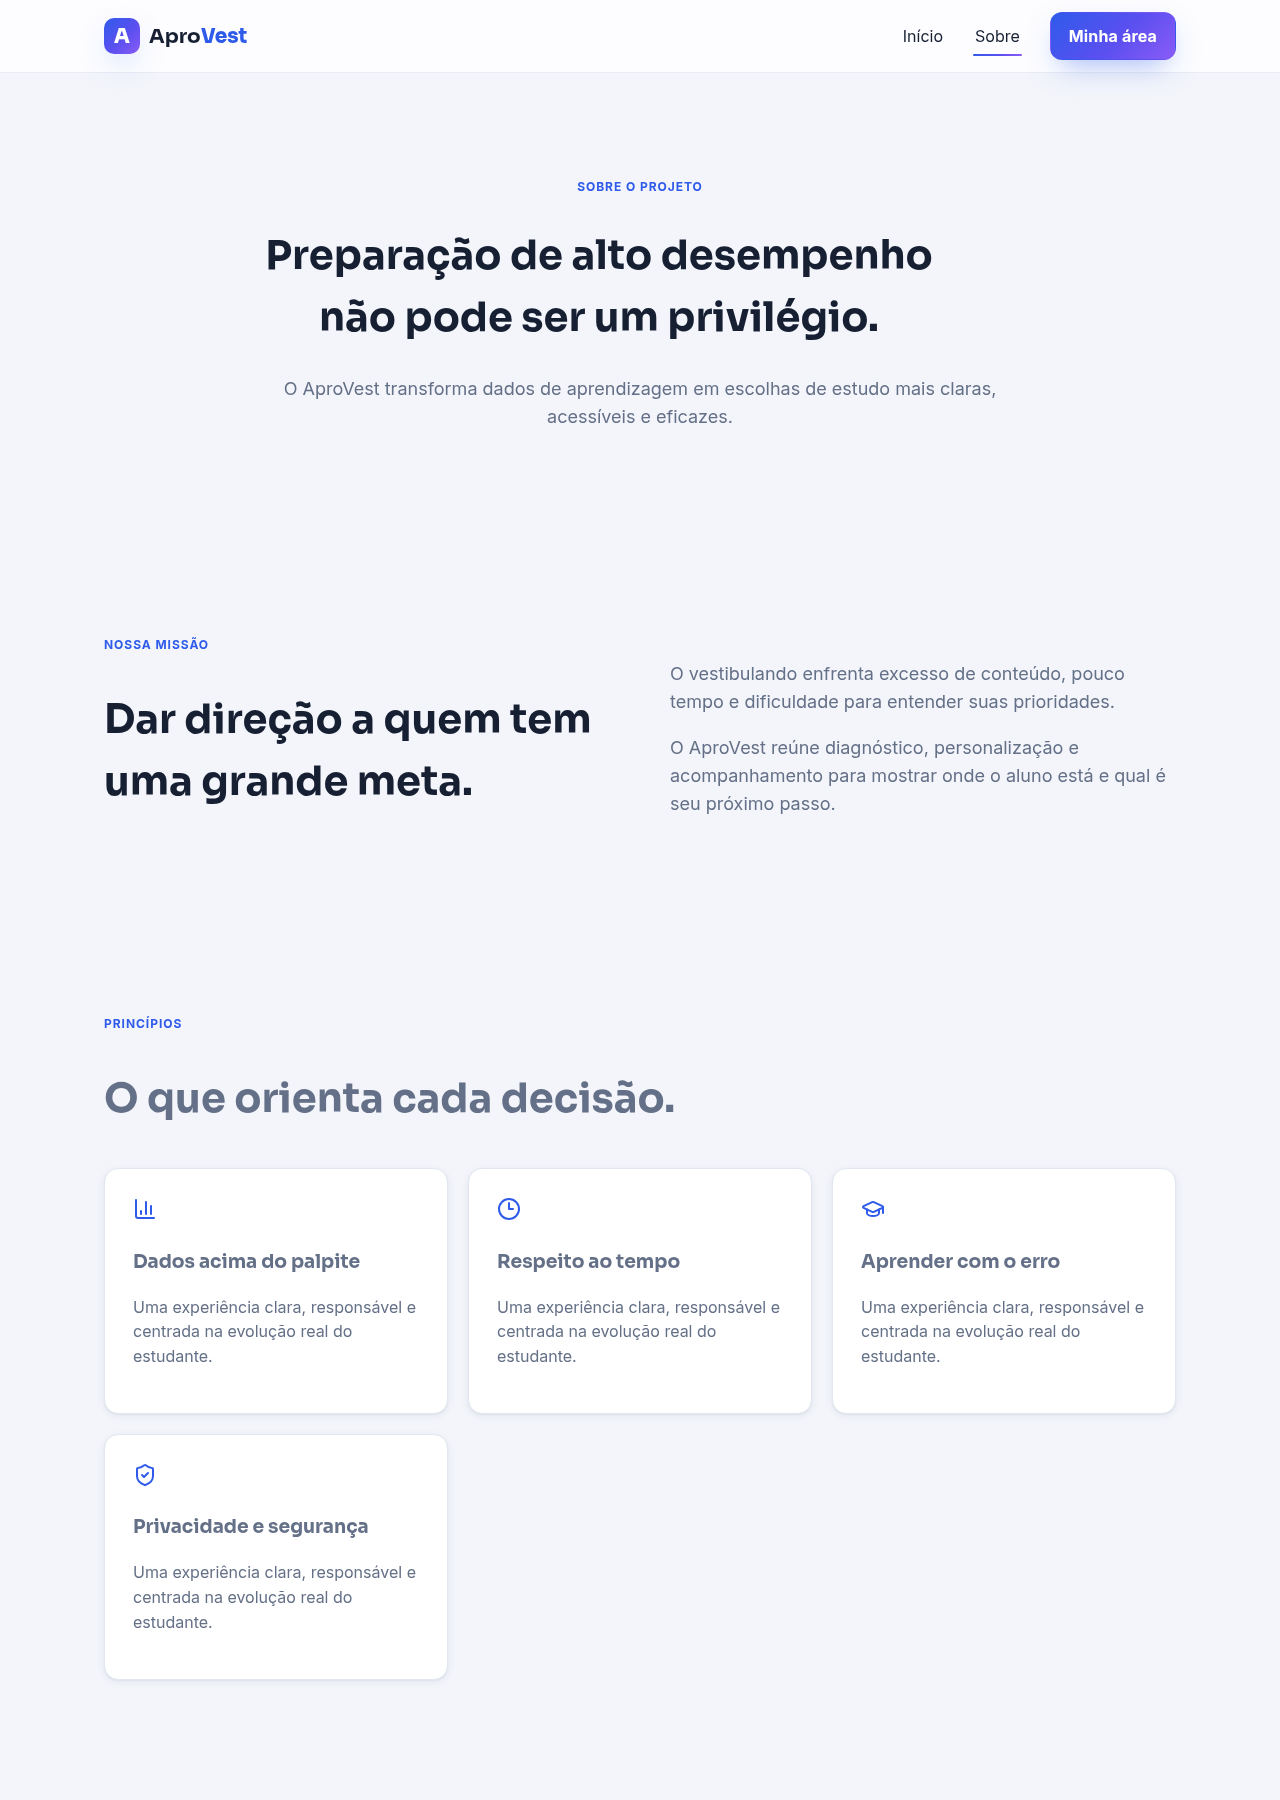 A AproVest
Início
Sobre
Minha área
SOBRE O PROJETO
Preparação de alto desempenho
não pode ser um privilégio.
O AproVest transforma dados de aprendizagem em escolhas de estudo mais claras,
acessíveis e eficazes.
NOSSA MISSÃO
Dar direção a quem tem
uma grande meta.
O vestibulando enfrenta excesso de conteúdo, pouco
tempo e dificuldade para entender suas prioridades.
O AproVest reúne diagnóstico, personalização e
acompanhamento para mostrar onde o aluno está e qual é
seu próximo passo.
PRINCÍPIOS
O que orienta cada decisão.
Dados acima do palpite
Uma experiência clara, responsável e
centrada na evolução real do
estudante.
Respeito ao tempo
Uma experiência clara, responsável e
centrada na evolução real do
estudante.
Aprender com o erro
Uma experiência clara, responsável e
centrada na evolução real do
estudante.
Privacidade e segurança
Uma experiência clara, responsável e
centrada na evolução real do
estudante.